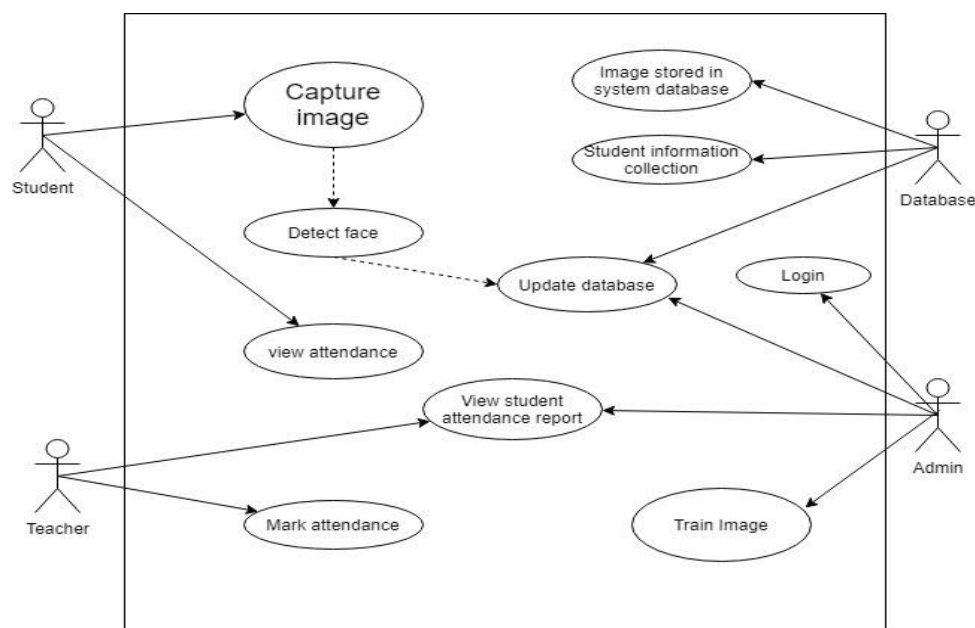 Capture
image
Image stored in
system database
Student
Student information
collection
Database
Detect face
Login
Update database
view attendance
View student
attendance report
Admin
Teacher
Mark attendance
Train Image